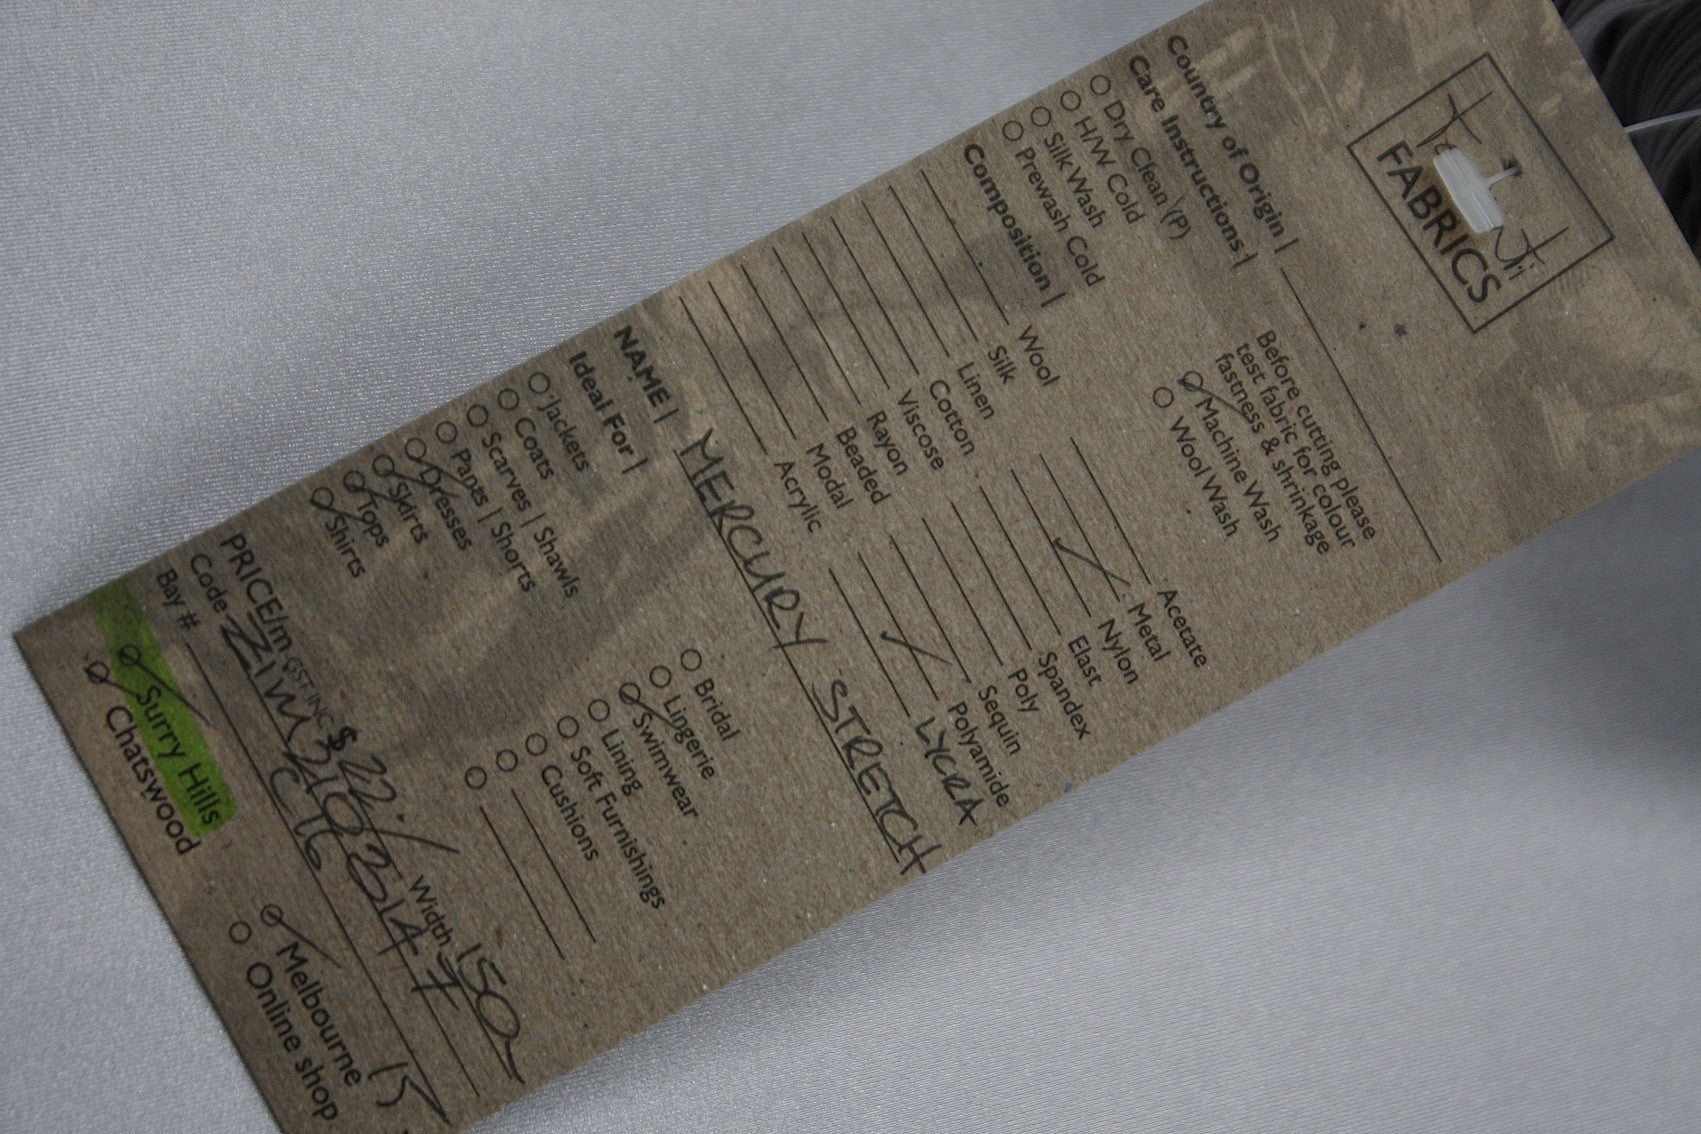 FABRICS
Country of Origin |
Care Instructions |
Dry Clean (P)
H/W Cold
Silk Wash
Prewash Cold
Before cutting please
test fabric for colour
fastness & shrinkage
Machine Wash
Wool Wash
Composition |
Wool
Silk
Linen
Cotton
Viscose
Rayon
Beaded
Modal
Acrylic
Acetate
Metal
Nylon
Elast
Spandex
Poly
Sequin
Polyamide
LYCRA
NAME | MERCURY STRETCH
Ideal For |
Jackets
Coats
Scarves | Shawls
Pants | Shorts
Dresses
Skirts
Tops
Shirts
Bridal
Lingerie
Swimwear
Lining
Soft Furnishings
Cushions
PRICE/m GST INC $ 22. Width 150
Code
Bay # C16
Surry Hills
Chatswood
Melbourne 15
Online shop